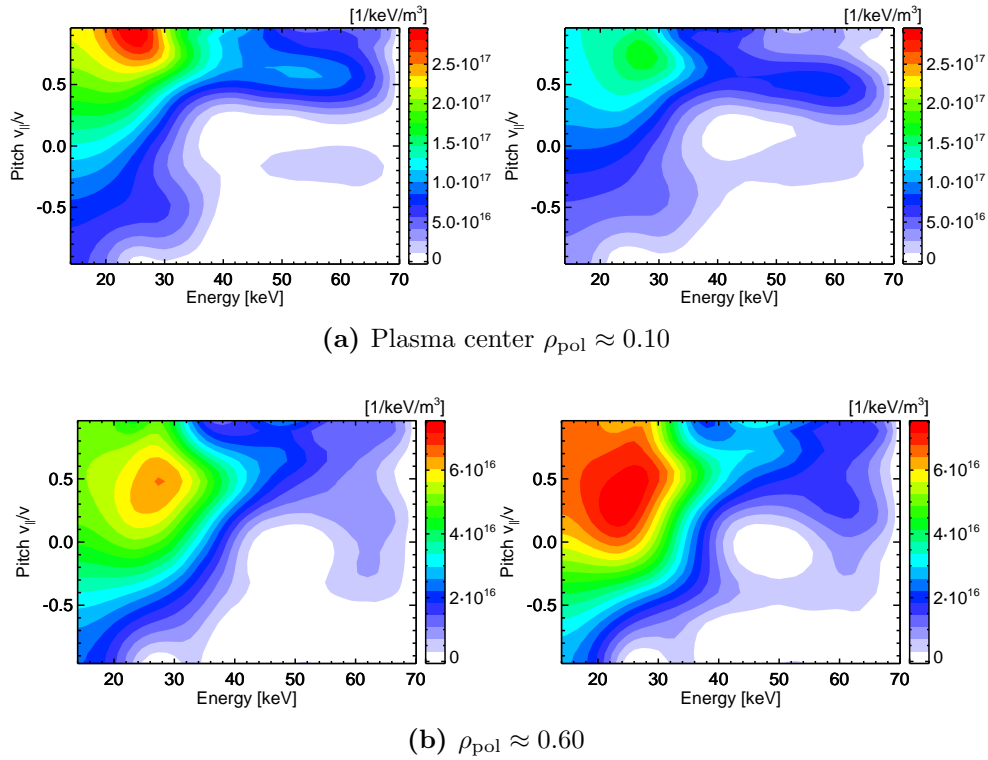 [1/keV/m³] [1/keV/m³]
Pitch v||/v
0.5
0.0
-0.5
20 30 40 50 60 70
Energy [keV]
2.5·10¹⁷
2.0·10¹⁷
1.5·10¹⁷
1.0·10¹⁷
5.0·10¹⁶
0
Pitch v||/v
0.5
0.0
-0.5
20 30 40 50 60 70
Energy [keV]
2.5·10¹⁷
2.0·10¹⁷
1.5·10¹⁷
1.0·10¹⁷
5.0·10¹⁶
0
(a) Plasma center ρpol ≈ 0.10
[1/keV/m³] [1/keV/m³]
Pitch v||/v
0.5
0.0
-0.5
20 30 40 50 60 70
Energy [keV]
6·10¹⁶
4·10¹⁶
2·10¹⁶
0
Pitch v||/v
0.5
0.0
-0.5
20 30 40 50 60 70
Energy [keV]
6·10¹⁶
4·10¹⁶
2·10¹⁶
0
(b) ρpol ≈ 0.60